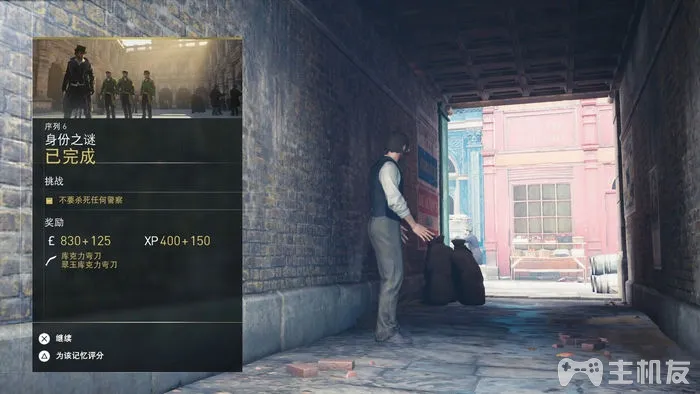 序列 6
身份之谜
已完成
挑战
不要杀死任何警察
奖励
£ 830+125 XP 400+150
库克力弯刀
翠玉库克力弯刀
继续
为该记忆评分
主机友